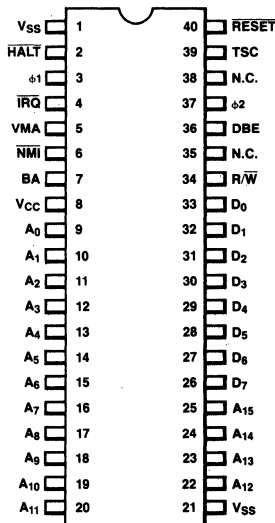 VSS 1 40 RESET
HALT 2 39 TSC
ϕ1 3 38 N.C.
IRQ 4 37 ϕ2
VMA 5 36 DBE
NMI 6 35 N.C.
BA 7 34 R/W
VCC 8 33 D0
A0 9 32 D1
A1 10 31 D2
A2 11 30 D3
A3 12 29 D4
A4 13 28 D5
A5 14 27 D6
A6 15 26 D7
A7 16 25 A15
A8 17 24 A14
A9 18 23 A13
A10 19 22 A12
A11 20 21 VSS